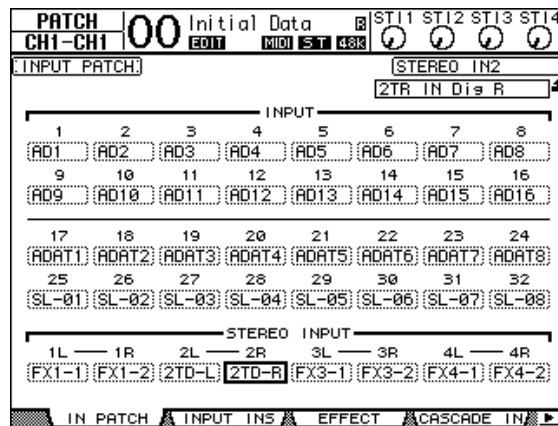 PATCH 00 Initial Data R ST1 ST2 ST3 ST4
CH1-CH1 EDIT MIDI ST 48k
INPUT PATCH STEREO IN2
2TR IN Dig R
INPUT
1 2 3 4 5 6 7 8
AD1 AD2 AD3 AD4 AD5 AD6 AD7 AD8
9 10 11 12 13 14 15 16
AD9 AD10 AD11 AD12 AD13 AD14 AD15 AD16
17 18 19 20 21 22 23 24
ADAT1 ADAT2 ADAT3 ADAT4 ADAT5 ADAT6 ADAT7 ADAT8
25 26 27 28 29 30 31 32
SL-01 SL-02 SL-03 SL-04 SL-05 SL-06 SL-07 SL-08
STEREO INPUT
1L 1R 2L 2R 3L 3R 4L 4R
FX1-1 FX1-2 2TD-L 2TD-R FX3-1 FX3-2 FX4-1 FX4-2
IN PATCH INPUT INS EFFECT CASCADE IN